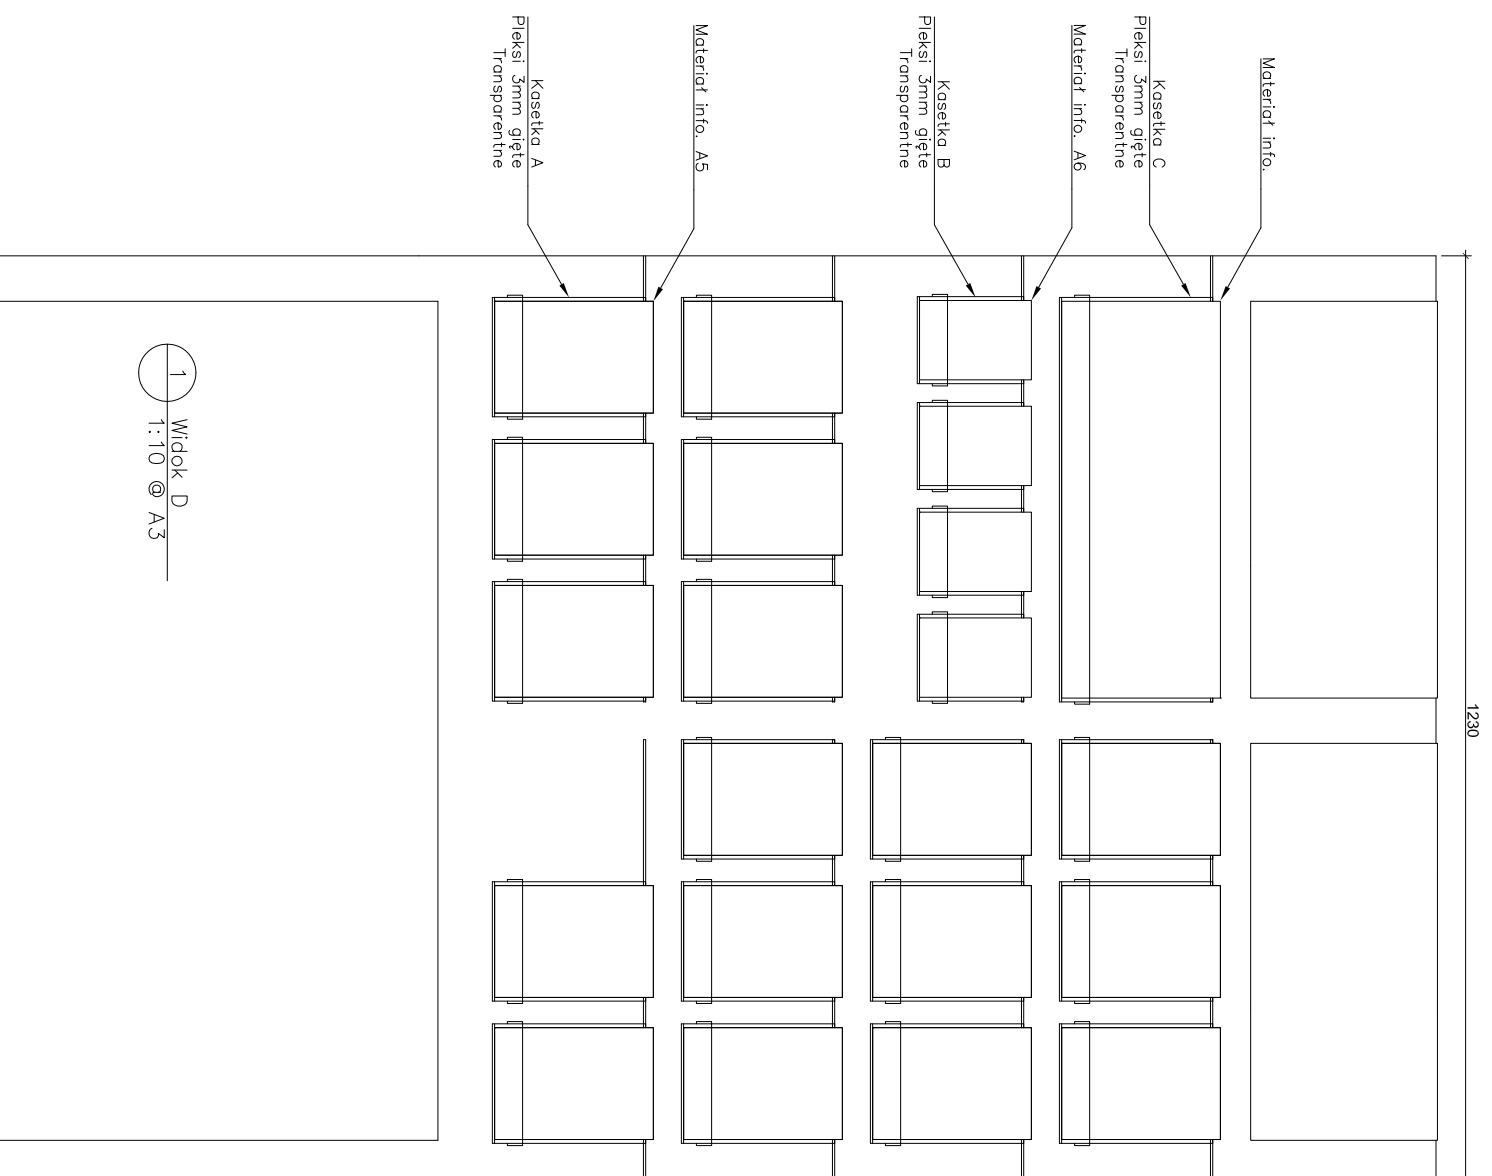 Materiał info.
Kasetka C
Pleksi 3mm gięte
Transparentne
Materiał info. A6
Kasetka B
Pleksi 3mm gięte
Transparentne
Materiał info. A5
Kasetka A
Pleksi 3mm gięte
Transparentne
1230
1
Widok D
1:10 @ A3